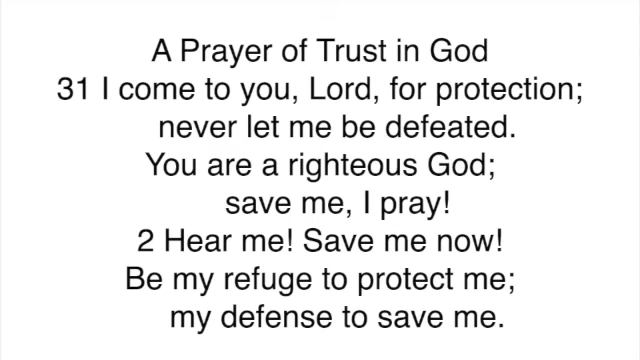 A Prayer of Trust in God
31 I come to you, Lord, for protection;
never let me be defeated.
You are a righteous God;
save me, I pray!
2 Hear me! Save me now!
Be my refuge to protect me;
my defense to save me.